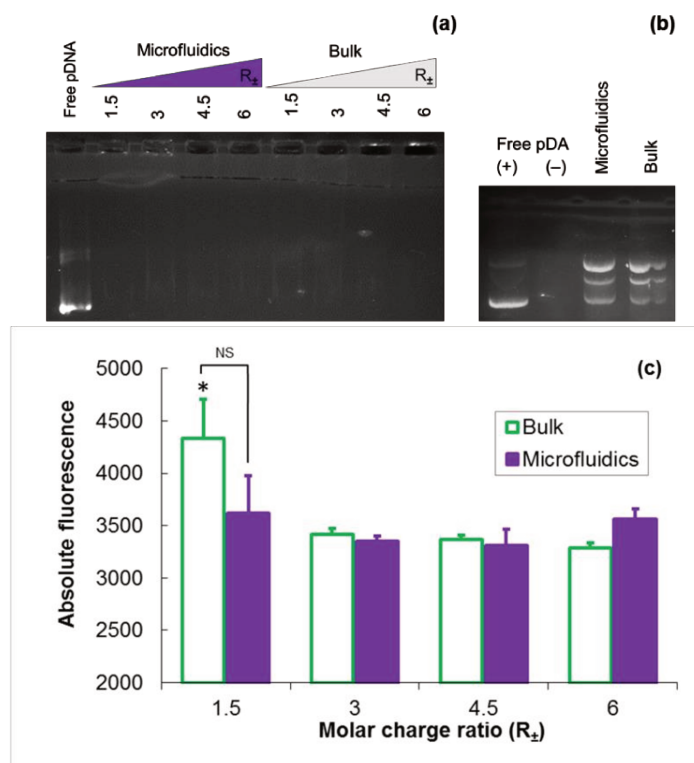 (a)
Free pDNA
Microfluidics
R±
1.5
3
4.5
6
Bulk
R±
1.5
3
4.5
6
(b)
Free pDA
(+)
(–)
Microfluidics
Bulk
(c)
NS
*
Bulk
Microfluidics
Absolute fluorescence
5000
4500
4000
3500
3000
2500
2000
1.5
3
4.5
6
Molar charge ratio (R±)